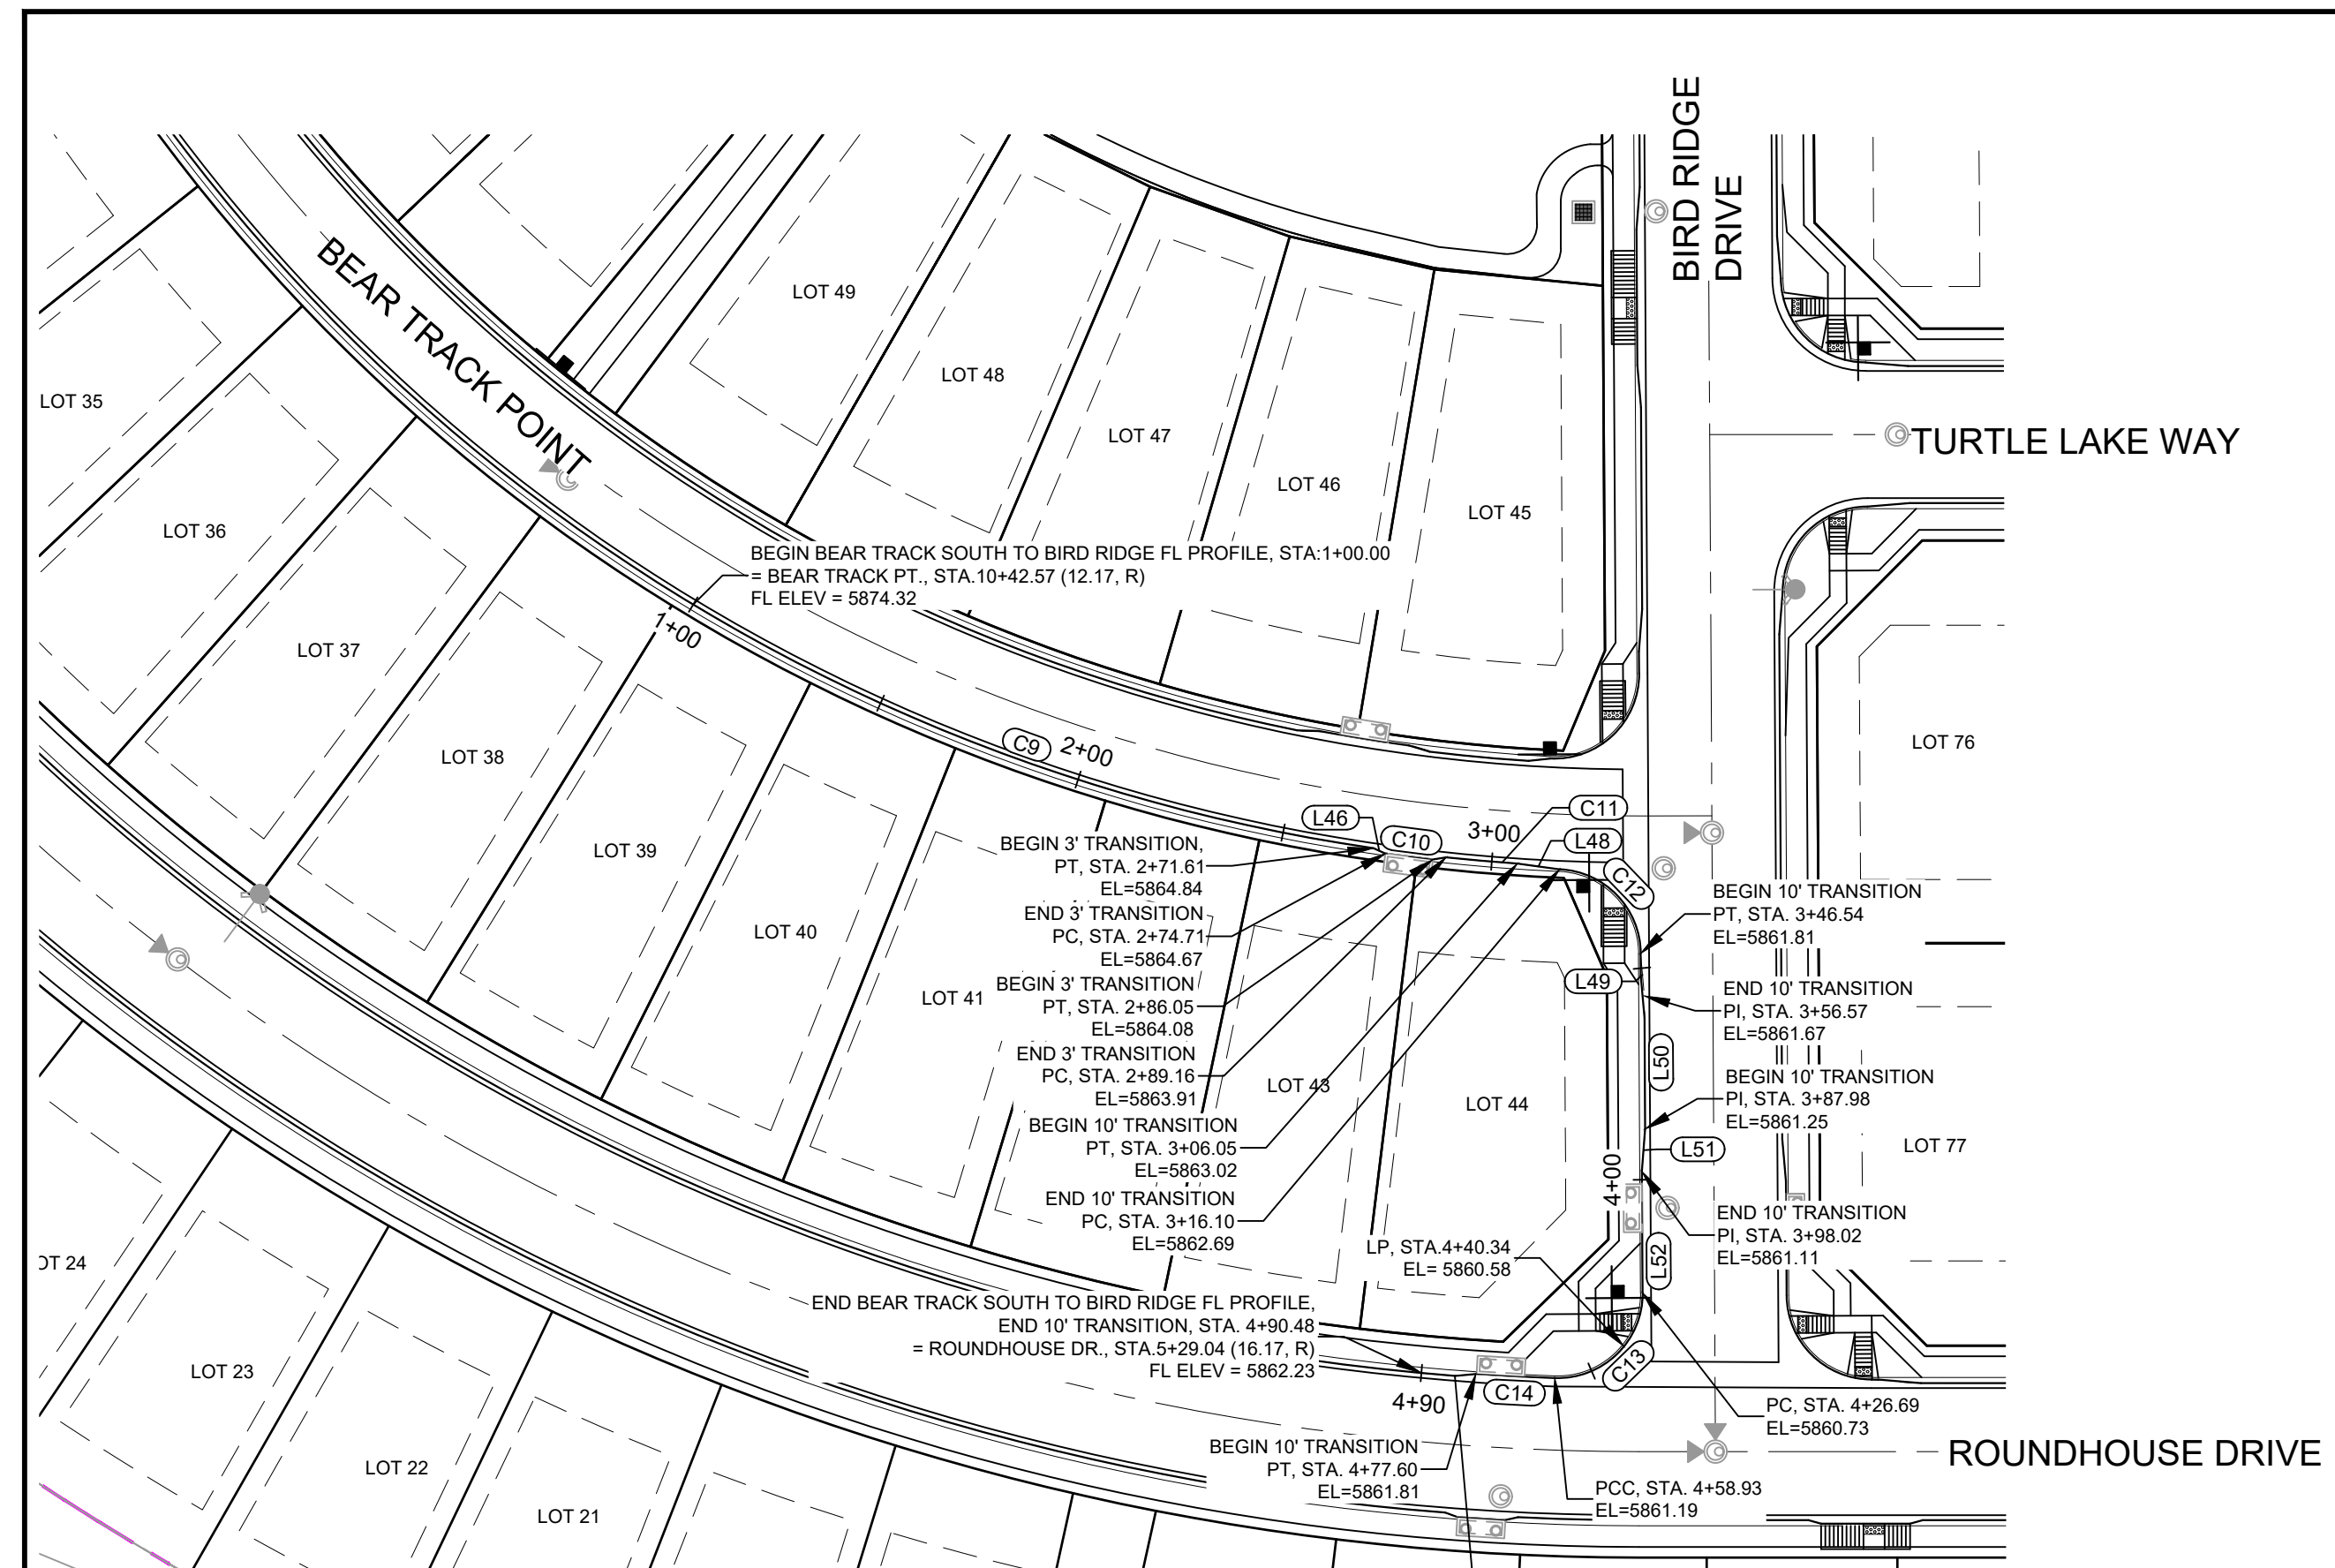 BIRD RIDGE
DRIVE
BEAR TRACK POINT
TURTLE LAKE WAY
LOT 49
LOT 48
LOT 47
LOT 46
LOT 45
LOT 35
LOT 36
LOT 37
LOT 38
LOT 39
LOT 40
LOT 41
LOT 43
LOT 44
LOT 76
LOT 77
BEGIN BEAR TRACK SOUTH TO BIRD RIDGE FL PROFILE, STA:1+00.00
= BEAR TRACK PT., STA.10+42.57 (12.17, R)
FL ELEV = 5874.32
1+00
C9
2+00
L46
C10
3+00
C11
L48
C12
BEGIN 3' TRANSITION,
PT, STA. 2+71.61
EL=5864.84
END 3' TRANSITION
PC, STA. 2+74.71
EL=5864.67
BEGIN 3' TRANSITION
PT, STA. 2+86.05
EL=5864.08
END 3' TRANSITION
PC, STA. 2+89.16
EL=5863.91
BEGIN 10' TRANSITION
PT, STA. 3+06.05
EL=5863.02
END 10' TRANSITION
PC, STA. 3+16.10
EL=5862.69
BEGIN 10' TRANSITION
PT, STA. 3+46.54
EL=5861.81
L49
END 10' TRANSITION
PI, STA. 3+56.57
EL=5861.67
L50
BEGIN 10' TRANSITION
PI, STA. 3+87.98
EL=5861.25
L51
4+00
END 10' TRANSITION
PI, STA. 3+98.02
EL=5861.11
L52
LP, STA.4+40.34
EL= 5860.58
END BEAR TRACK SOUTH TO BIRD RIDGE FL PROFILE,
END 10' TRANSITION, STA. 4+90.48
= ROUNDHOUSE DR., STA.5+29.04 (16.17, R)
FL ELEV = 5862.23
4+90
C14
C13
PC, STA. 4+26.69
EL=5860.73
BEGIN 10' TRANSITION
PT, STA. 4+77.60
EL=5861.81
PCC, STA. 4+58.93
EL=5861.19
ROUNDHOUSE DRIVE
OT 24
LOT 23
LOT 22
LOT 21